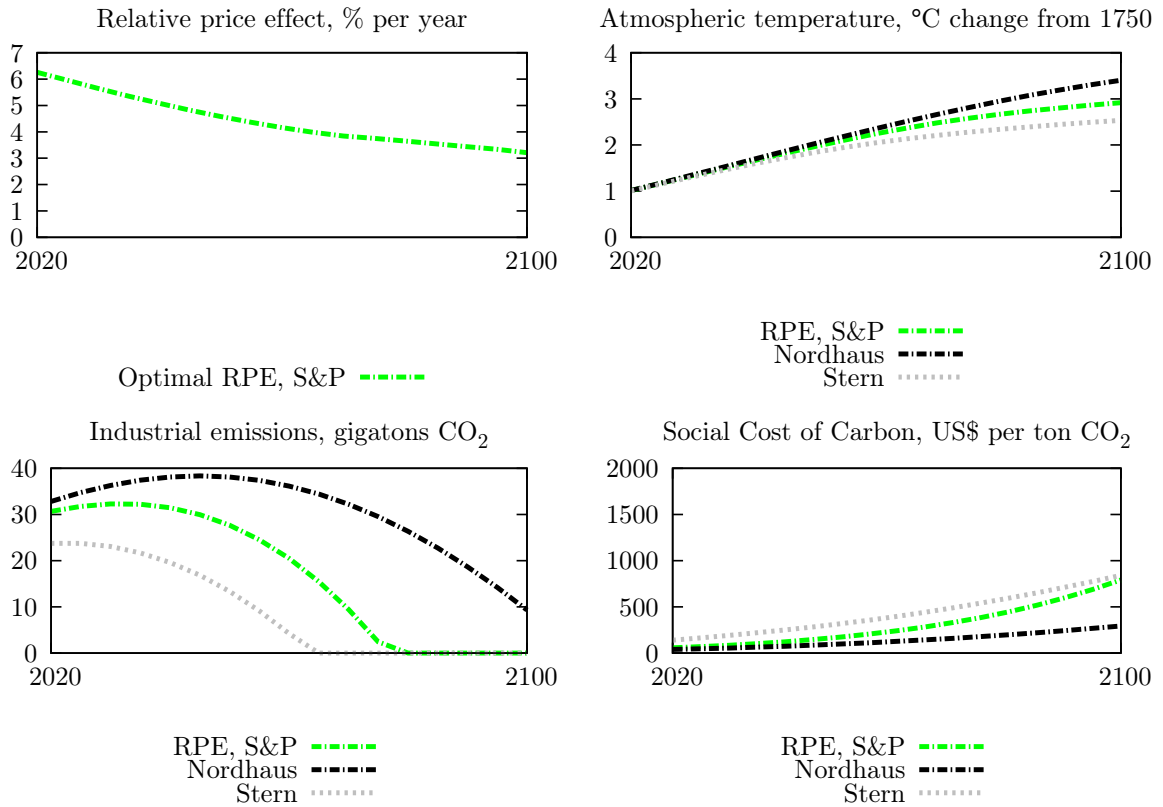 Relative price effect, % per year
7
6
5
4
3
2
1
0
2020 2100
Optimal RPE, S&P
Atmospheric temperature, °C change from 1750
4
3
2
1
0
2020 2100
RPE, S&P
Nordhaus
Stern
Industrial emissions, gigatons CO₂
40
30
20
10
0
2020 2100
RPE, S&P
Nordhaus
Stern
Social Cost of Carbon, US$ per ton CO₂
2000
1500
1000
500
0
2020 2100
RPE, S&P
Nordhaus
Stern